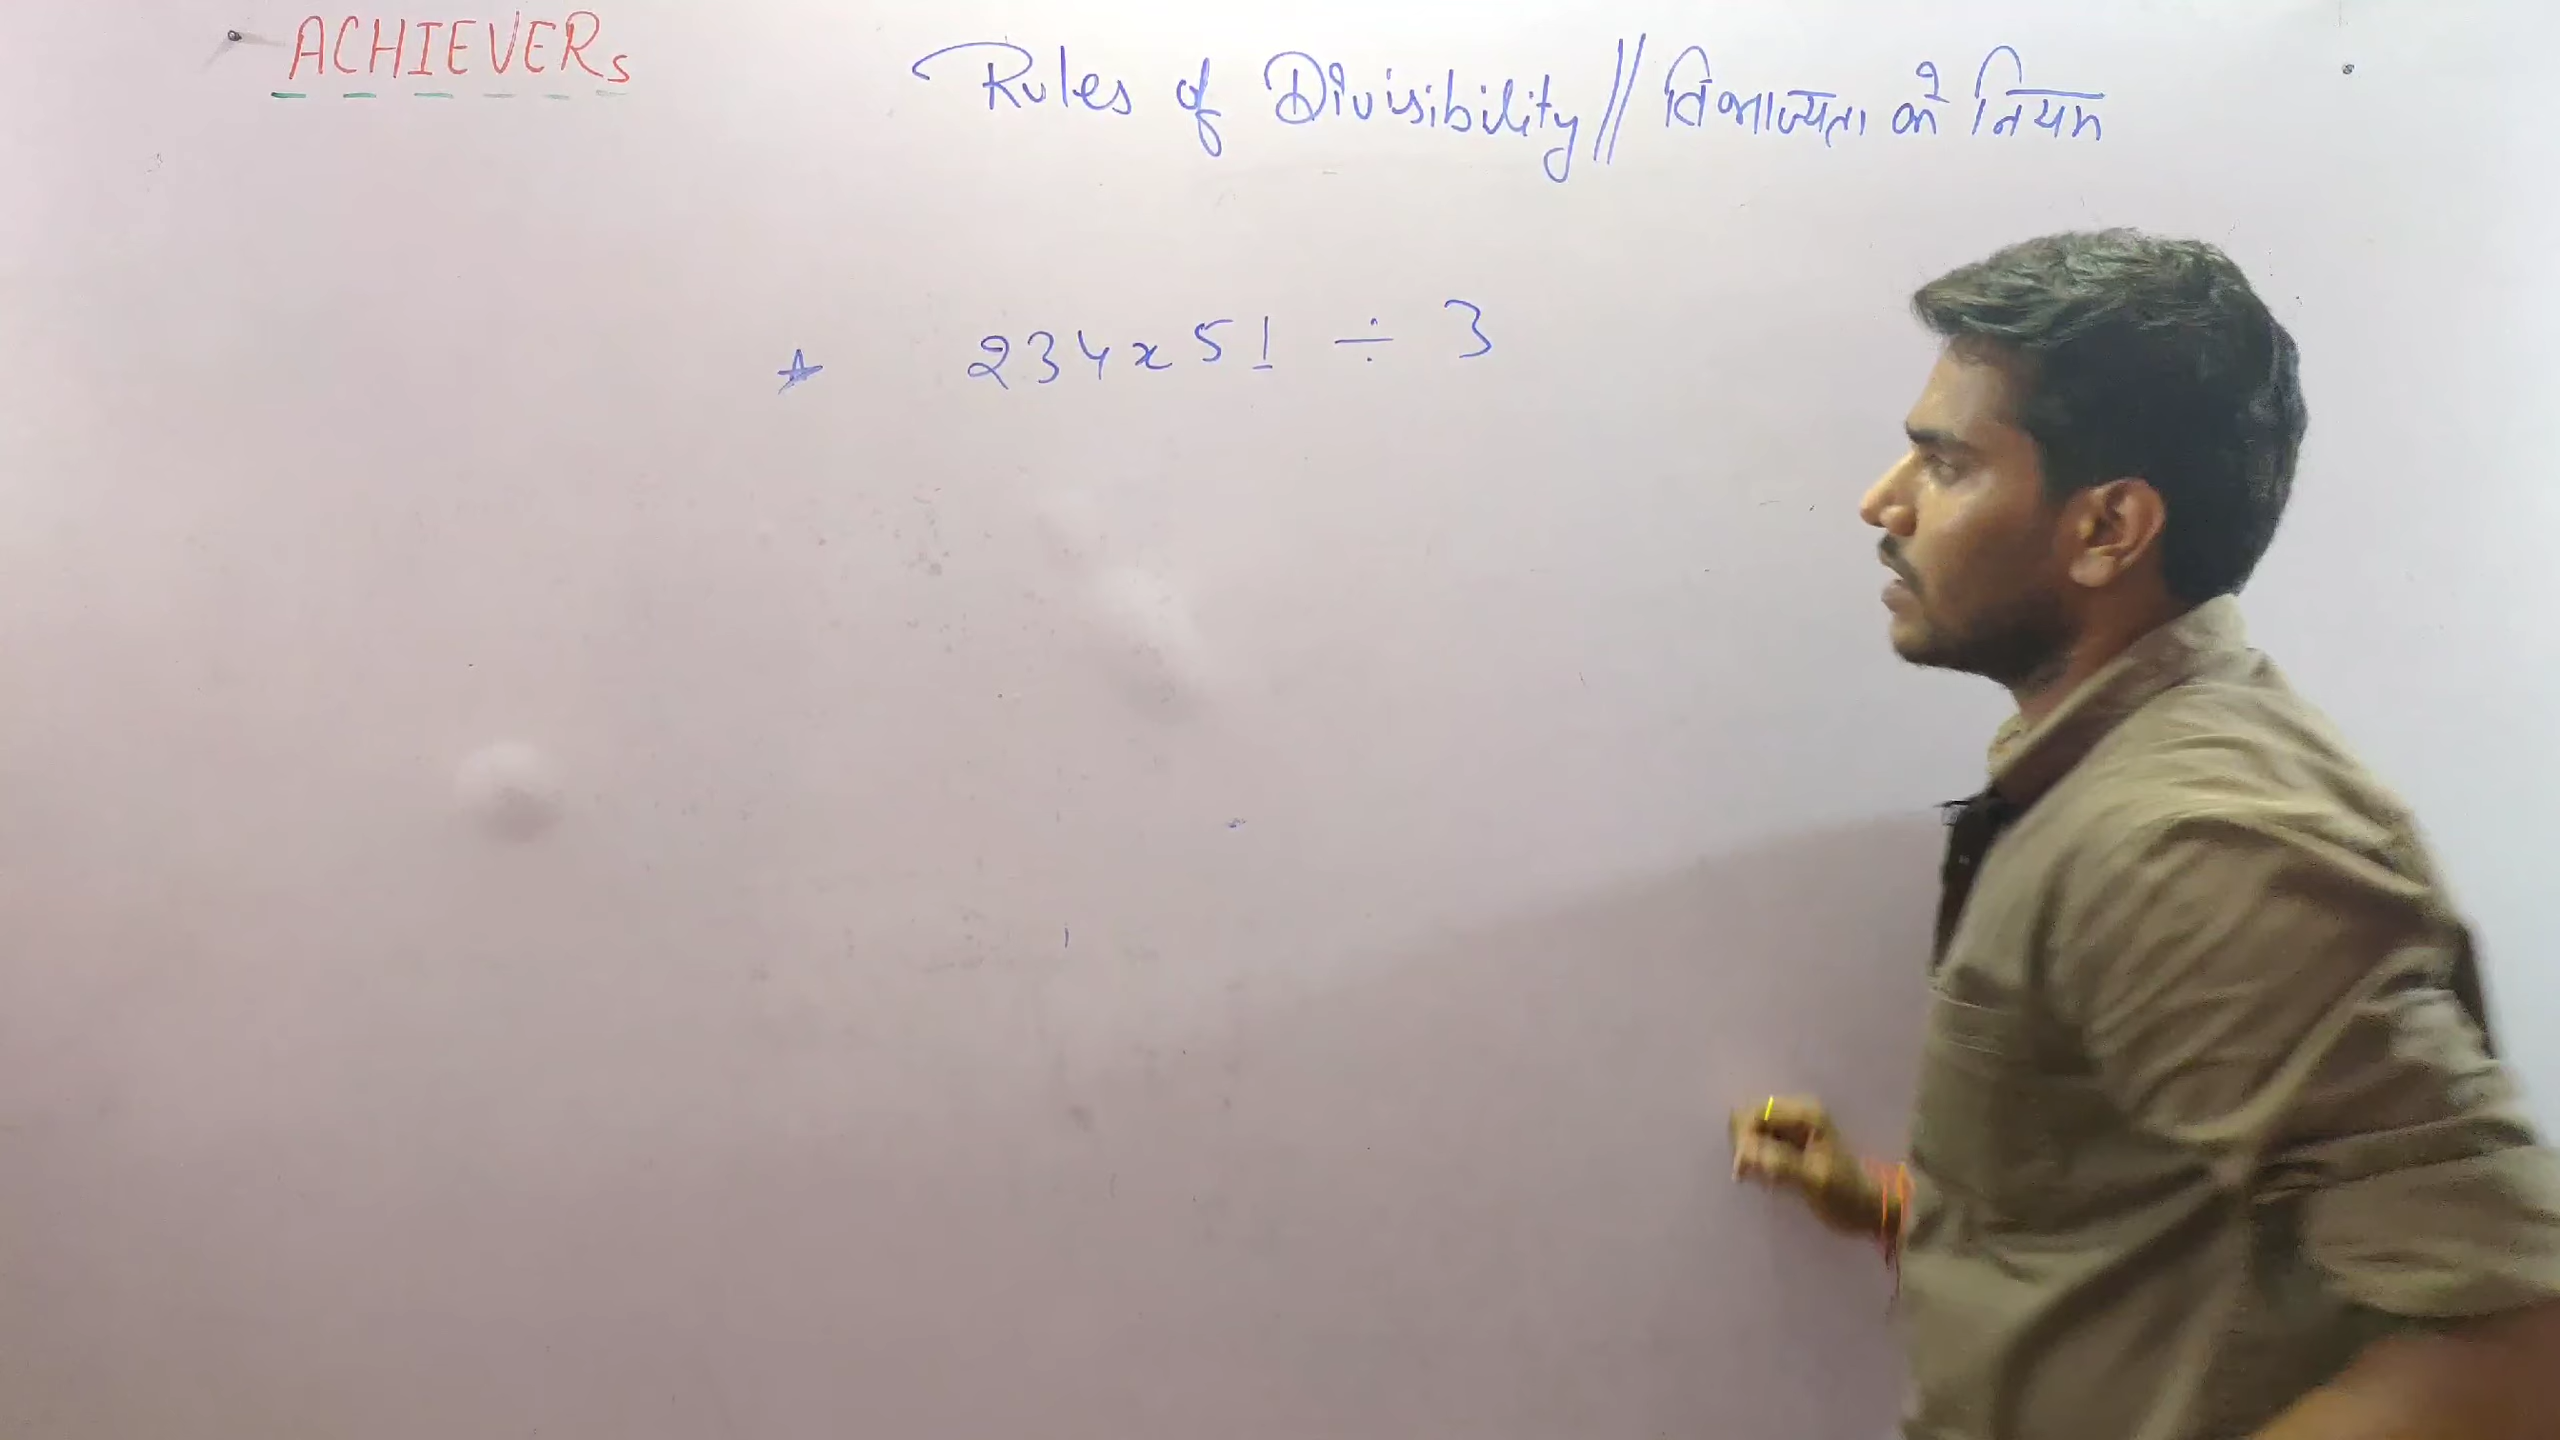 ACHIEVERs
Rules of Divisibility // विभाज्यता के नियम
☆ 234x51 ÷ 3